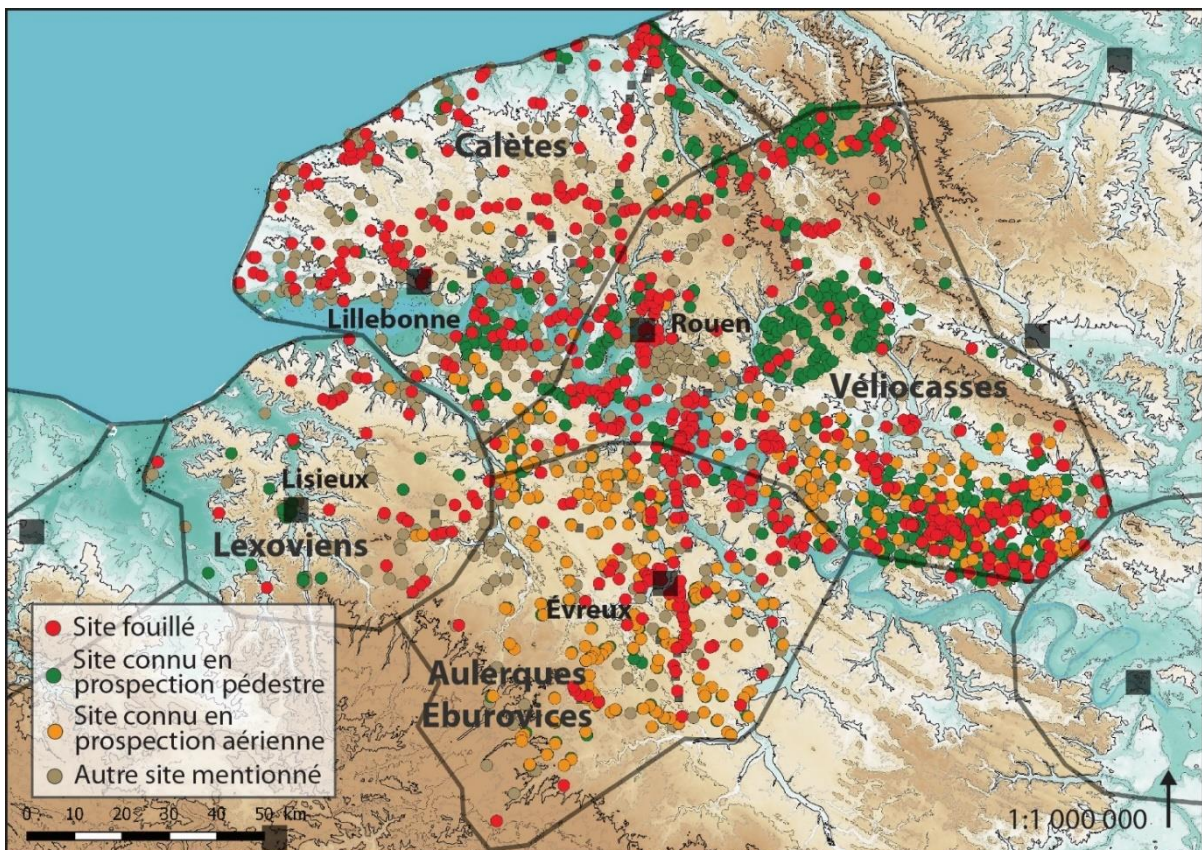 Calètes
Lillebonne
Rouen
Véliocasses
Lisieux
Lexoviens
Évreux
Aulerques
Eburovices
Site fouillé
Site connu en
prospection pédestre
Site connu en
prospection aérienne
Autre site mentionné
0 10 20 30 40 50 km
1:1 000 000